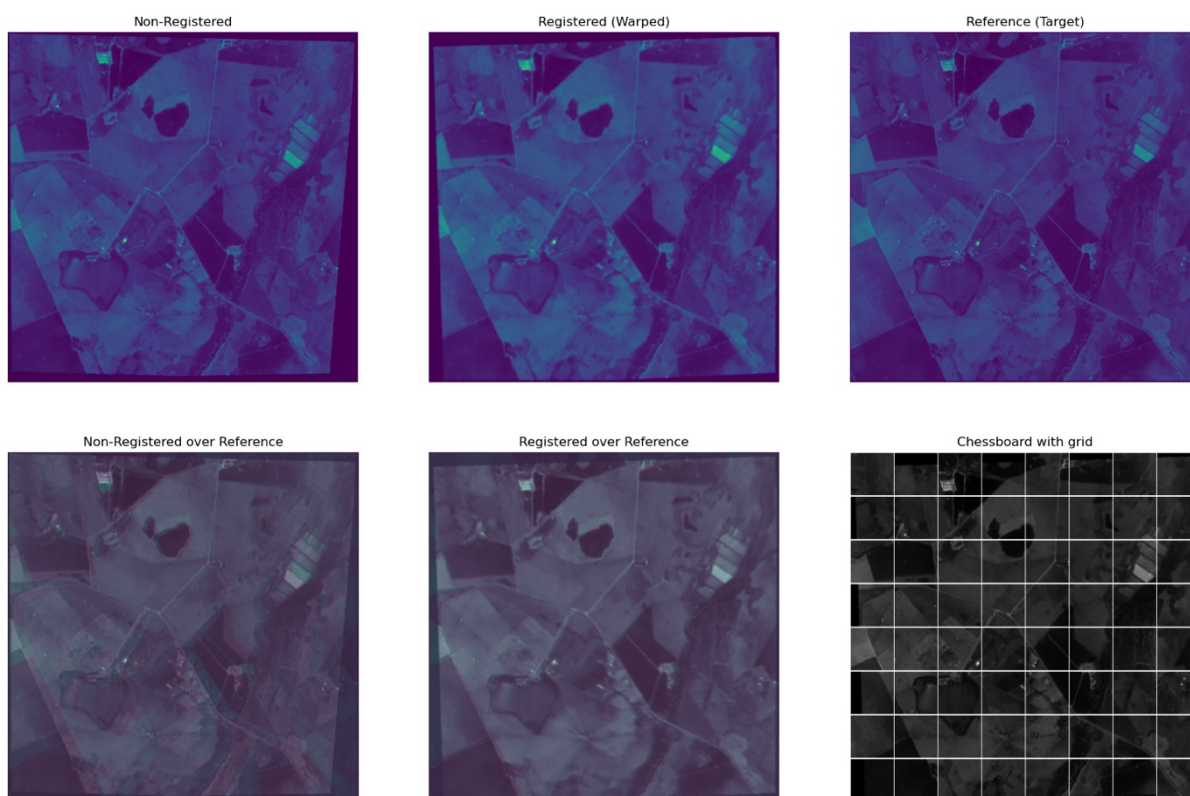 Non-Registered
Registered (Warped)
Reference (Target)
Non-Registered over Reference
Registered over Reference
Chessboard with grid